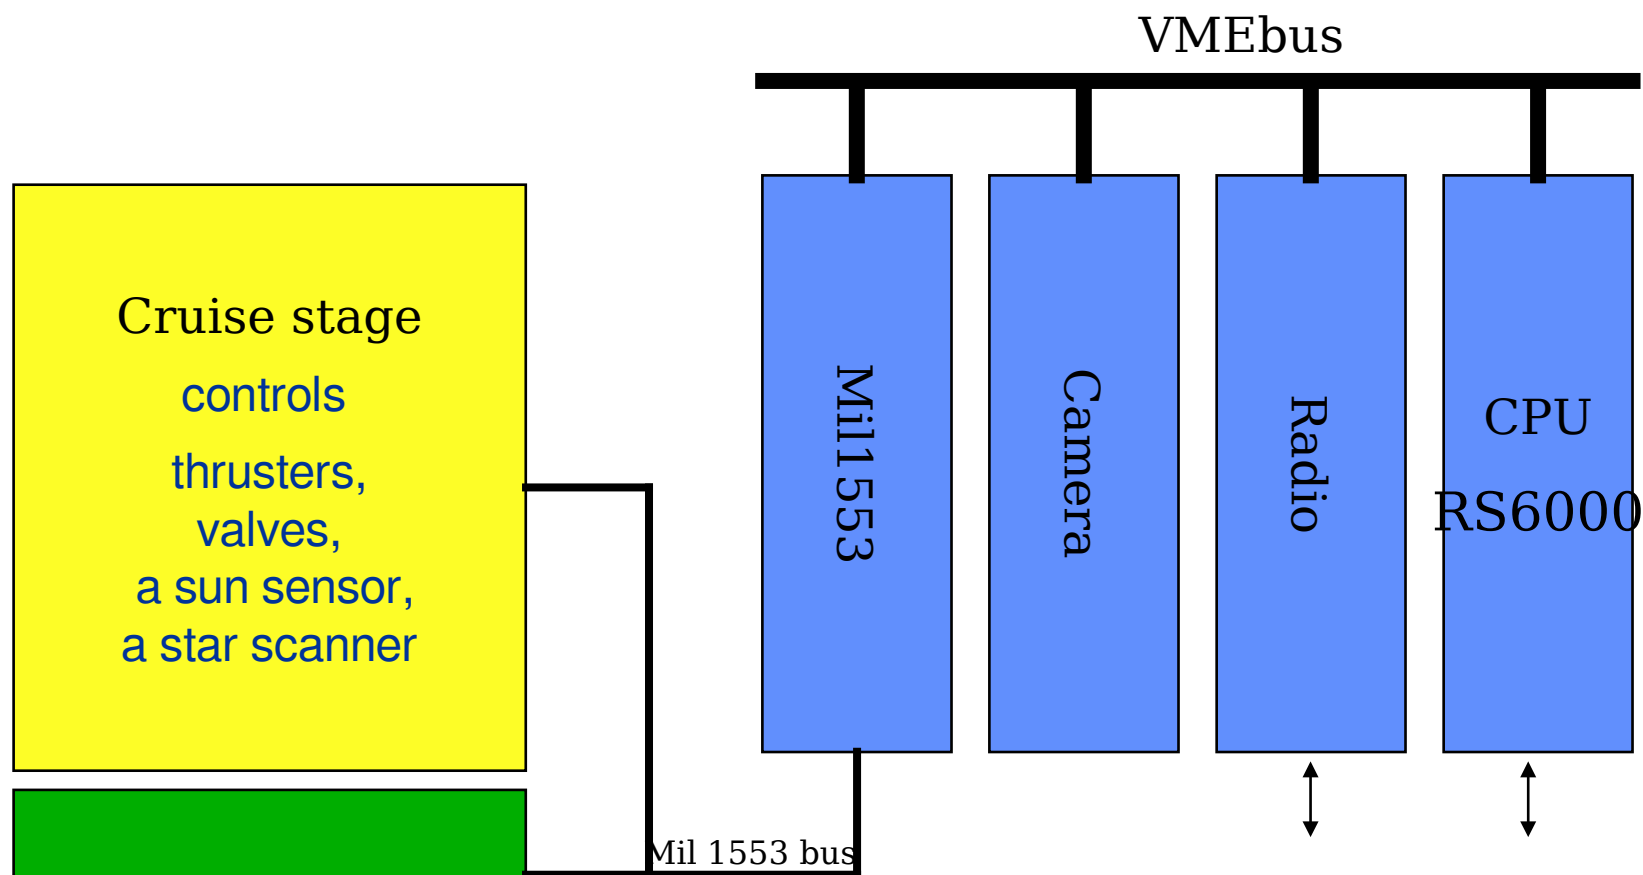 VMEbus
Cruise stage
controls
thrusters,
valves,
a sun sensor,
a star scanner
Mil1553
Camera
Radio
CPU
RS6000
Mil 1553 bus